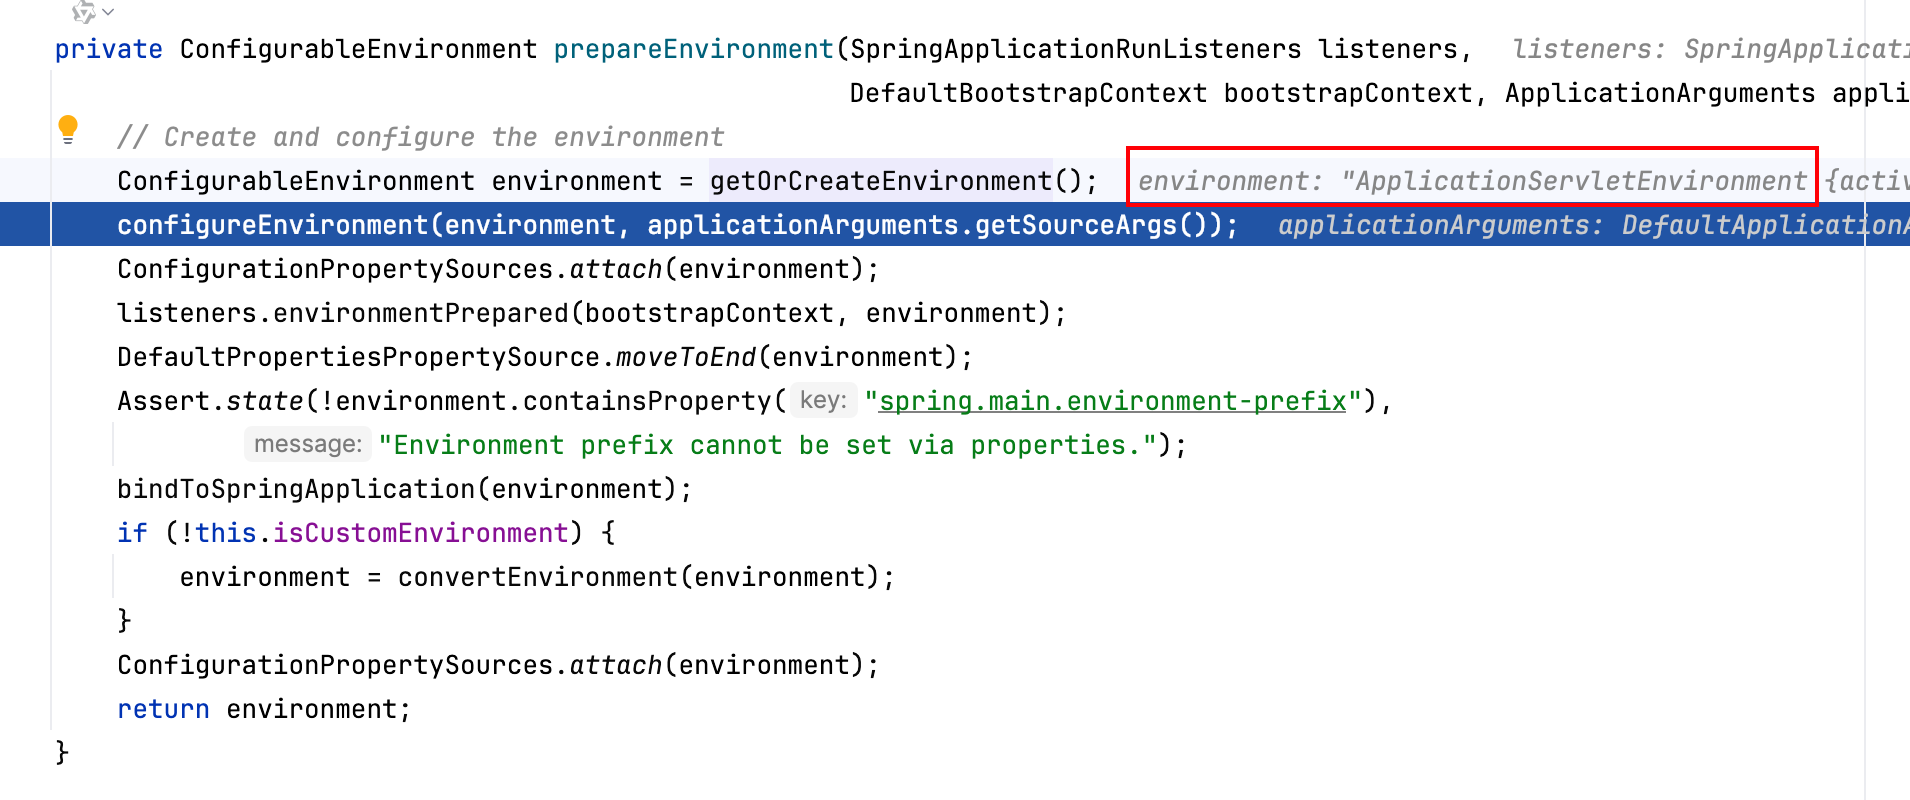 private ConfigurableEnvironment prepareEnvironment(SpringApplicationRunListeners listeners,   listeners: SpringApplicati
DefaultBootstrapContext bootstrapContext, ApplicationArguments appli
// Create and configure the environment
ConfigurableEnvironment environment = getOrCreateEnvironment();   environment: "ApplicationServletEnvironment {activ
configureEnvironment(environment, applicationArguments.getSourceArgs());   applicationArguments: DefaultApplicationA
ConfigurationPropertySources.attach(environment);
listeners.environmentPrepared(bootstrapContext, environment);
DefaultPropertiesPropertySource.moveToEnd(environment);
Assert.state(!environment.containsProperty( key: "spring.main.environment-prefix"),
message: "Environment prefix cannot be set via properties.");
bindToSpringApplication(environment);
if (!this.isCustomEnvironment) {
environment = convertEnvironment(environment);
}
ConfigurationPropertySources.attach(environment);
return environment;
}